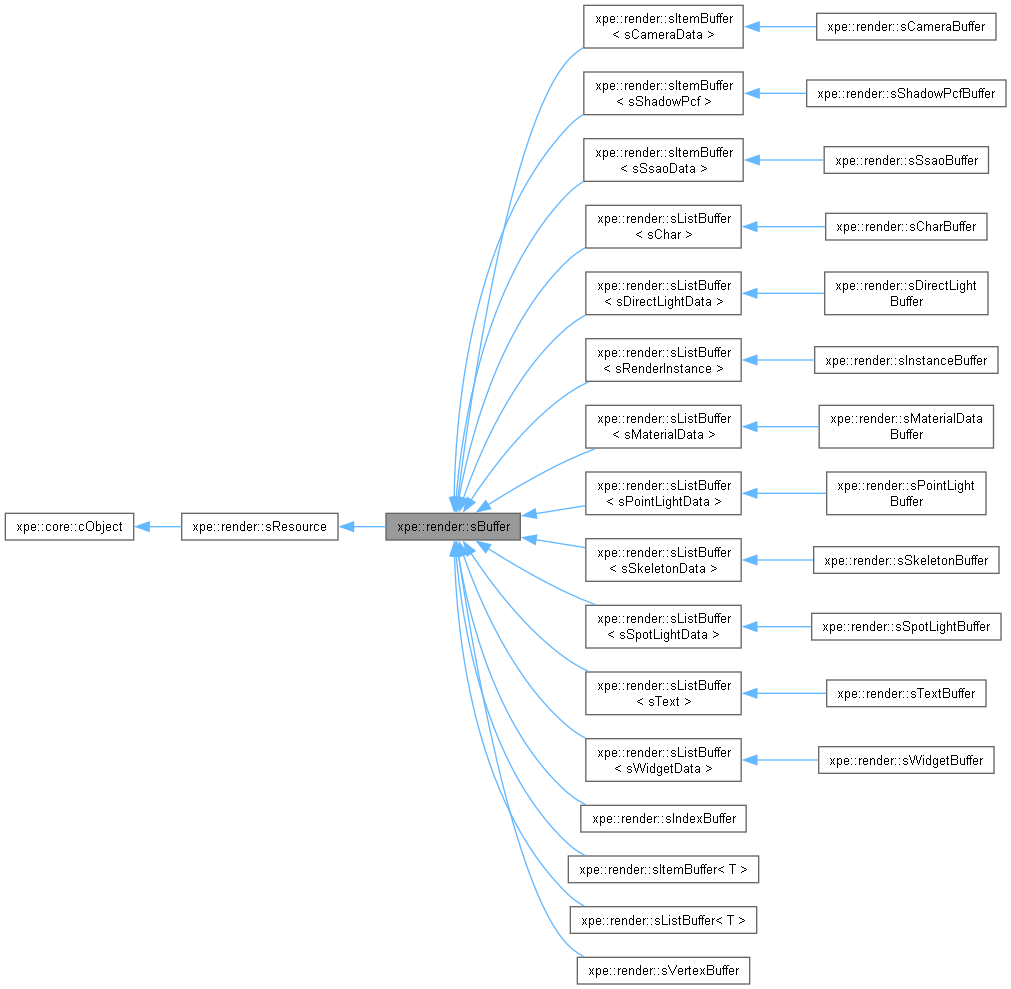 xpe::core::cObject
xpe::render::sResource
xpe::render::sBuffer
xpe::render::sItemBuffer
< sCameraData >
xpe::render::sCameraBuffer
xpe::render::sItemBuffer
< sShadowPcf >
xpe::render::sShadowPcfBuffer
xpe::render::sItemBuffer
< sSsaoData >
xpe::render::sSsaoBuffer
xpe::render::sListBuffer
< sChar >
xpe::render::sCharBuffer
xpe::render::sListBuffer
< sDirectLightData >
xpe::render::sDirectLight
Buffer
xpe::render::sListBuffer
< sRenderInstance >
xpe::render::sInstanceBuffer
xpe::render::sListBuffer
< sMaterialData >
xpe::render::sMaterialData
Buffer
xpe::render::sListBuffer
< sPointLightData >
xpe::render::sPointLight
Buffer
xpe::render::sListBuffer
< sSkeletonData >
xpe::render::sSkeletonBuffer
xpe::render::sListBuffer
< sSpotLightData >
xpe::render::sSpotLightBuffer
xpe::render::sListBuffer
< sText >
xpe::render::sTextBuffer
xpe::render::sListBuffer
< sWidgetData >
xpe::render::sWidgetBuffer
xpe::render::sIndexBuffer
xpe::render::sItemBuffer< T >
xpe::render::sListBuffer< T >
xpe::render::sVertexBuffer